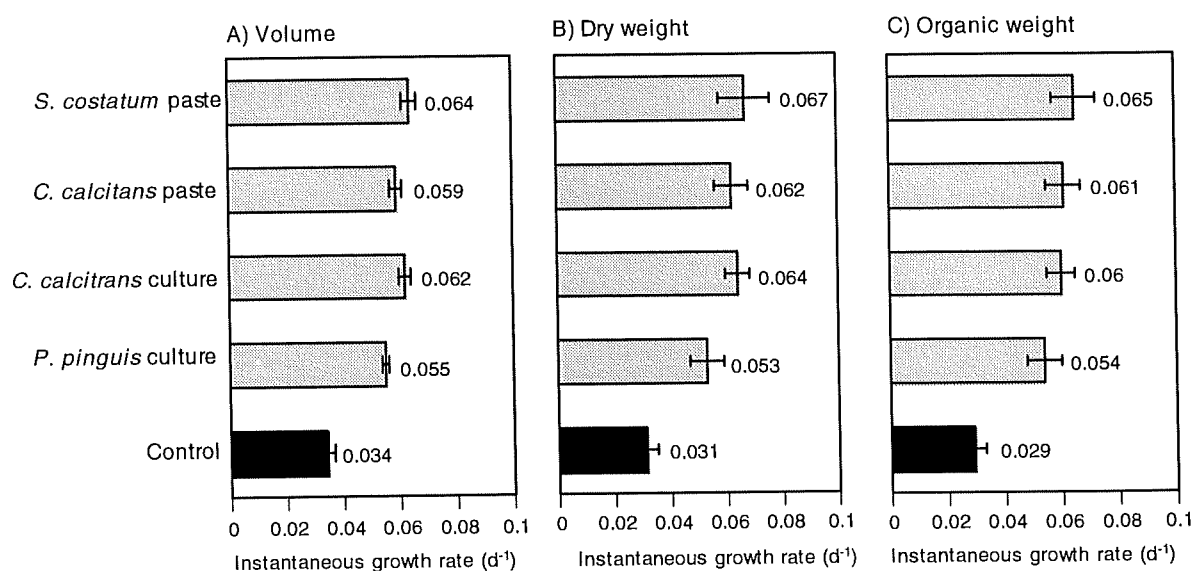 A) Volume
B) Dry weight
C) Organic weight
S. costatum paste
0.064
0.067
0.065
C. calcitans paste
0.059
0.062
0.061
C. calcitrans culture
0.062
0.064
0.06
P. pinguis culture
0.055
0.053
0.054
Control
0.034
0.031
0.029
0 0.02 0.04 0.06 0.08 0.1
0 0.02 0.04 0.06 0.08 0.1
0 0.02 0.04 0.06 0.08 0.1
Instantaneous growth rate (d⁻¹)
Instantaneous growth rate (d⁻¹)
Instantaneous growth rate (d⁻¹)